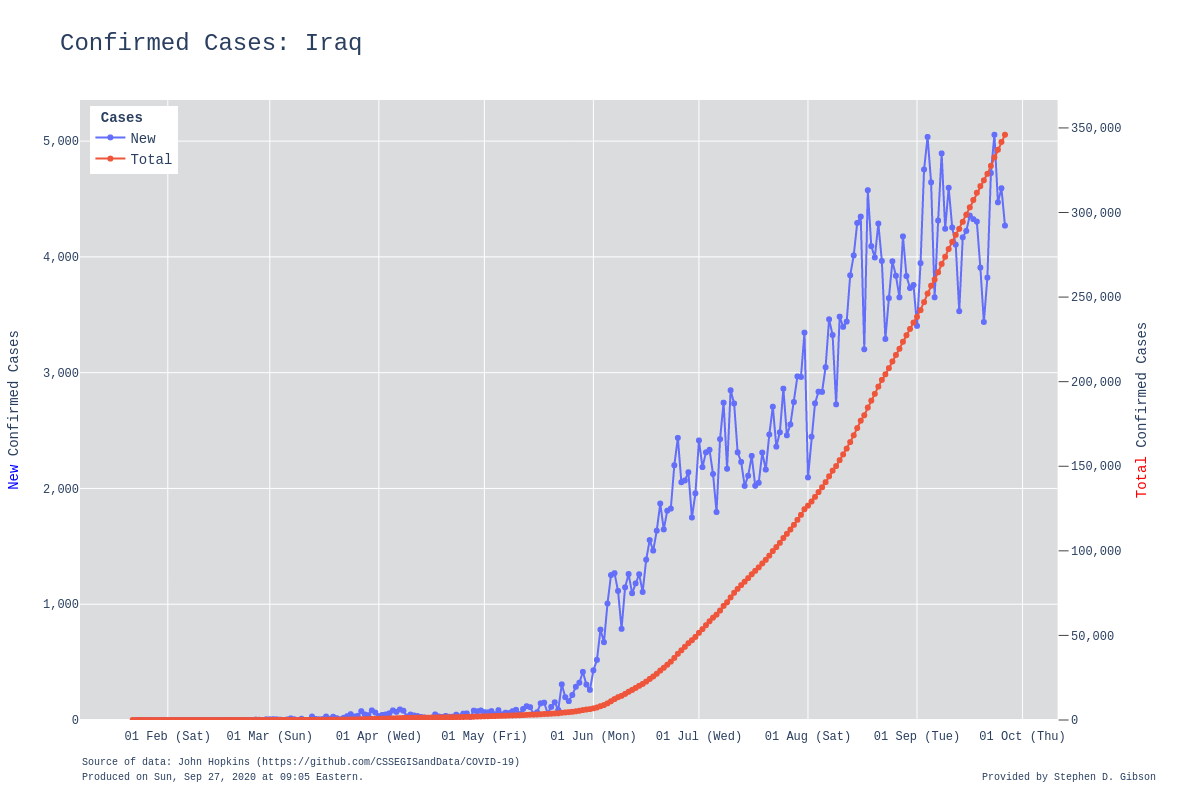 Confirmed Cases: Iraq
Cases
New
Total
5,000
4,000
3,000
2,000
1,000
0
New Confirmed Cases
350,000
300,000
250,000
200,000
150,000
100,000
50,000
0
Total Confirmed Cases
01 Feb (Sat) 01 Mar (Sun) 01 Apr (Wed) 01 May (Fri) 01 Jun (Mon) 01 Jul (Wed) 01 Aug (Sat) 01 Sep (Tue) 01 Oct (Thu)
Source of data: John Hopkins (https://github.com/CSSEGISandData/COVID-19)
Produced on Sun, Sep 27, 2020 at 09:05 Eastern.
Provided by Stephen D. Gibson